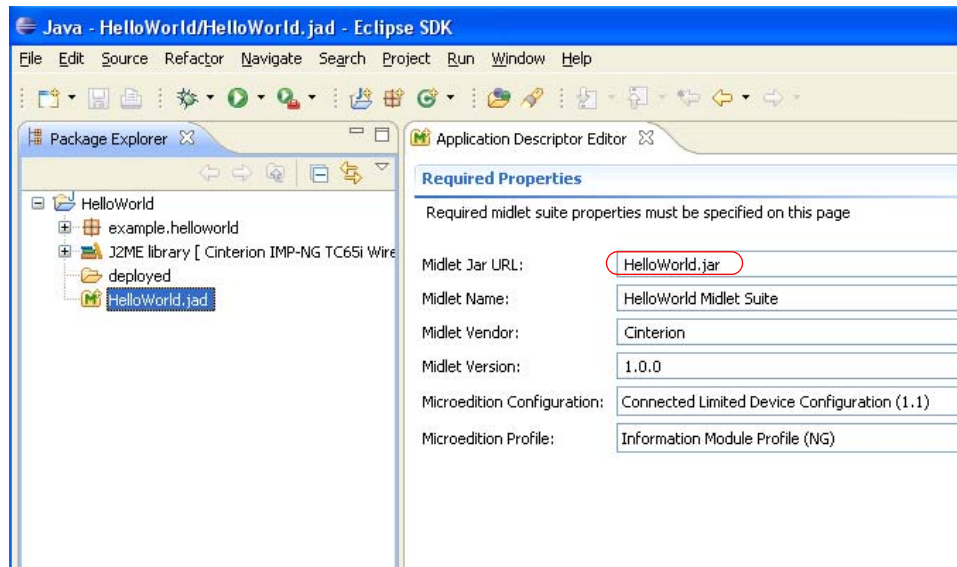 Java - HelloWorld/HelloWorld.jad - Eclipse SDK
File Edit Source Refactor Navigate Search Project Run Window Help
Package Explorer
HelloWorld
example.helloworld
J2ME library [ Cinterion IMP-NG TC65i Wire
deployed
HelloWorld.jad
Application Descriptor Editor
Required Properties
Required midlet suite properties must be specified on this page
Midlet Jar URL: HelloWorld.jar
Midlet Name: HelloWorld Midlet Suite
Midlet Vendor: Cinterion
Midlet Version: 1.0.0
Microedition Configuration: Connected Limited Device Configuration (1.1)
Microedition Profile: Information Module Profile (NG)